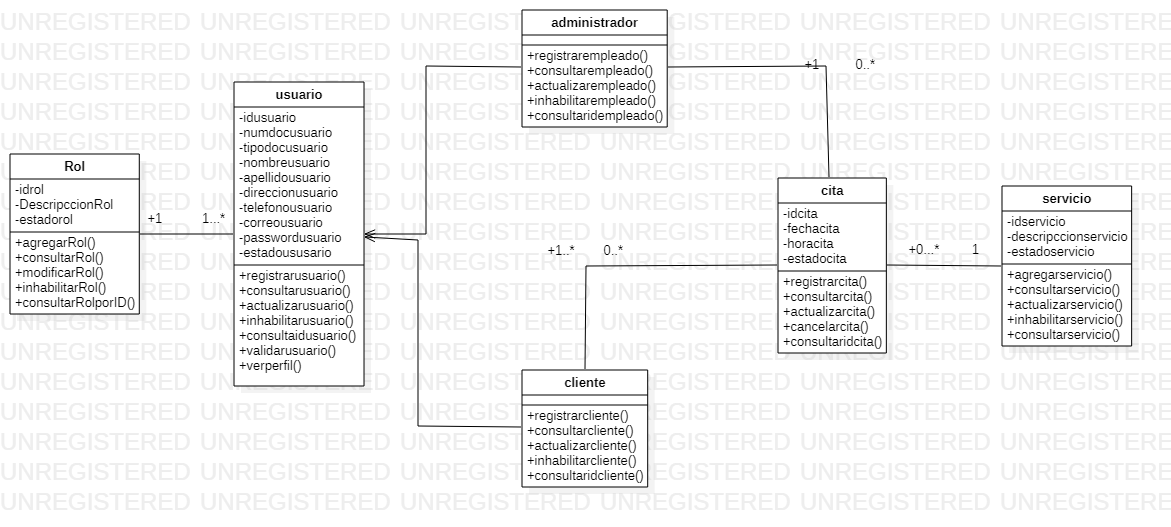 administrador
+registrarempleado()
+consultarempleado()
+actualizarempleado()
+inhabilitarempleado()
+consultaridempleado()
+1 0..*
usuario
-idusuario
-numdocusuario
-tipodocusuario
-nombreusuario
-apellidousuario
-direccionusuario
-telefonousuario
-correousuario
-passwordusuario
-estadousuario
+registrarusuario()
+consultarusuario()
+actualizarusuario()
+inhabilitarusuario()
+consultaidusuario()
+validarusuario()
+verperfil()
Rol
-idrol
-DescripccionRol
-estadorol
+agregarRol()
+consultarRol()
+modificarRol()
+inhabilitarRol()
+consultarRolporID()
+1 1...*
cita
-idcita
-fechacita
-horacita
-estadocita
+registrarcita()
+consultarcita()
+actualizarcita()
+cancelarcita()
+consultaridcita()
+0...* 1
servicio
-idservicio
-descripccionservicio
-estadoservicio
+agregarservicio()
+consultarservicio()
+actualizarservicio()
+inhabilitarservicio()
+consultarservicio()
+1..* 0..*
cliente
+registrarcliente()
+consultarcliente()
+actualizarcliente()
+inhabilitarcliente()
+consultaridcliente()
UNREGISTERED